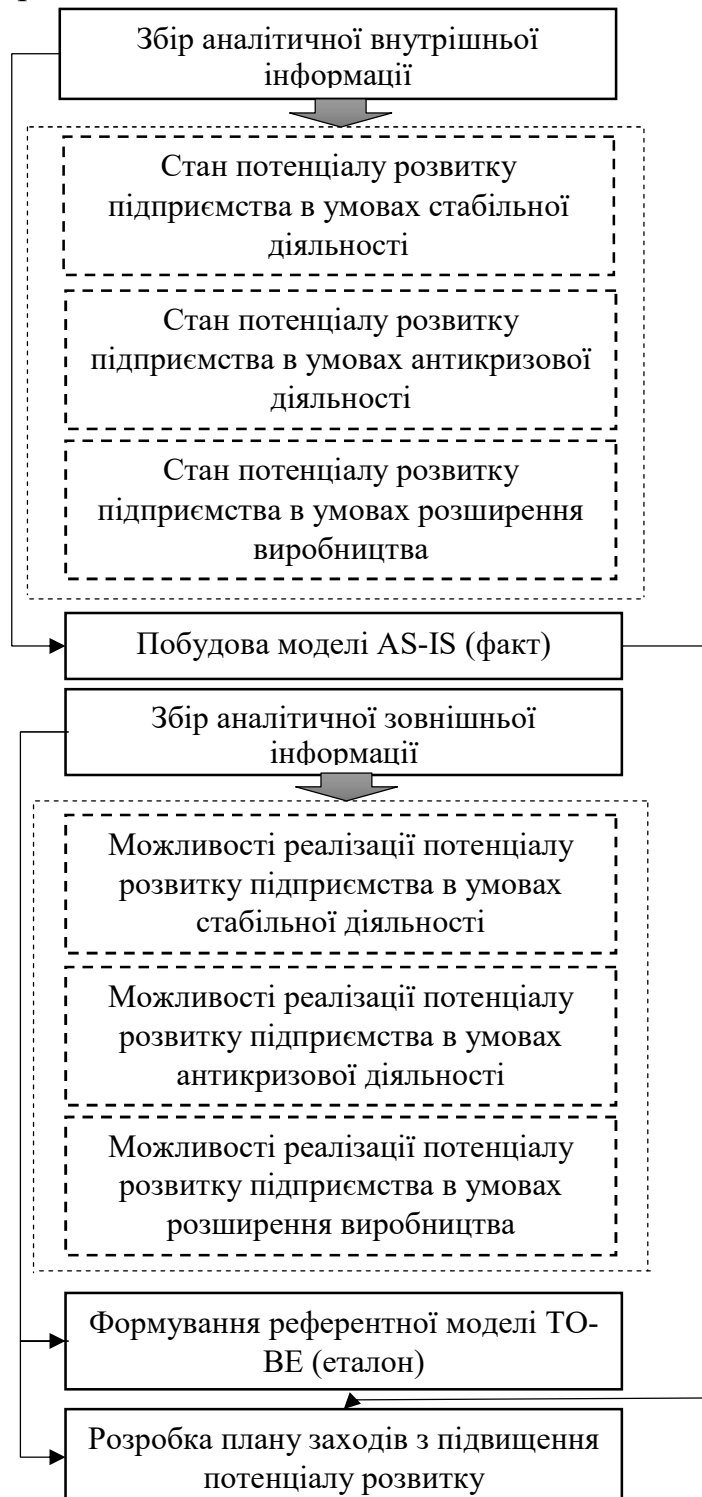 Збір аналітичної внутрішньої
інформації
Стан потенціалу розвитку
підприємства в умовах стабільної
діяльності
Стан потенціалу розвитку
підприємства в умовах антикризової
діяльності
Стан потенціалу розвитку
підприємства в умовах розширення
виробництва
Побудова моделі AS-IS (факт)
Збір аналітичної зовнішньої
інформації
Можливості реалізації потенціалу
розвитку підприємства в умовах
стабільної діяльності
Можливості реалізації потенціалу
розвитку підприємства в умовах
антикризової діяльності
Можливості реалізації потенціалу
розвитку підприємства в умовах
розширення виробництва
Формування референтної моделі TO-
BE (еталон)
Розробка плану заходів з підвищення
потенціалу розвитку